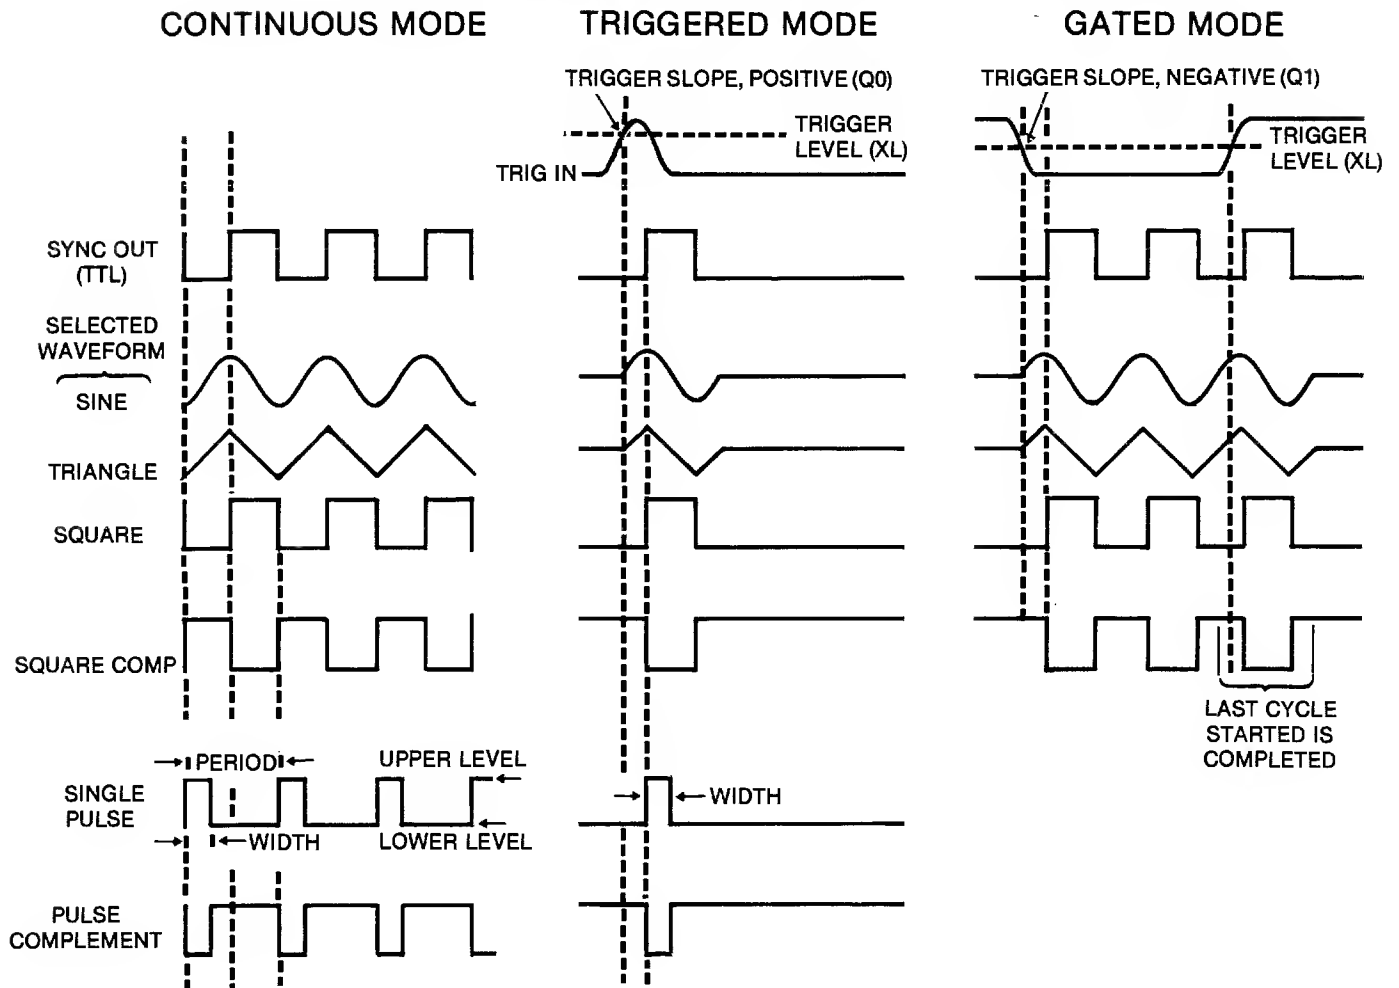 CONTINUOUS MODE
TRIGGERED MODE
GATED MODE
TRIGGER SLOPE, POSITIVE (Q0)
TRIGGER SLOPE, NEGATIVE (Q1)
TRIGGER
LEVEL (XL)
TRIGGER
LEVEL (XL)
TRIG IN
SYNC OUT
(TTL)
SELECTED
WAVEFORM
SINE
TRIANGLE
SQUARE
SQUARE COMP
LAST CYCLE
STARTED IS
COMPLETED
PERIOD
UPPER LEVEL
SINGLE
PULSE
WIDTH
WIDTH
LOWER LEVEL
PULSE
COMPLEMENT